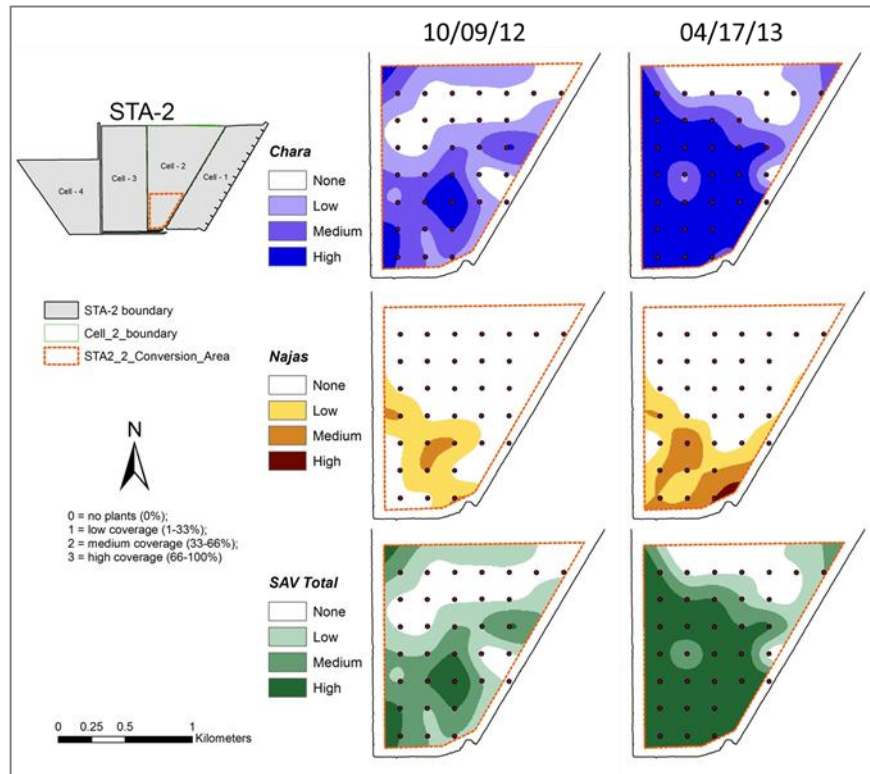 10/09/12
04/17/13
STA-2
Cell - 4
Cell - 3
Cell - 2
Cell - 1
STA-2 boundary
Cell_2_boundary
STA2_2_Conversion_Area
N
0 = no plants (0%);
1 = low coverage (1-33%);
2 = medium coverage (33-66%);
3 = high coverage (66-100%)
0 0.25 0.5 1
Kilometers
Chara
None
Low
Medium
High
Najas
None
Low
Medium
High
SAV Total
None
Low
Medium
High